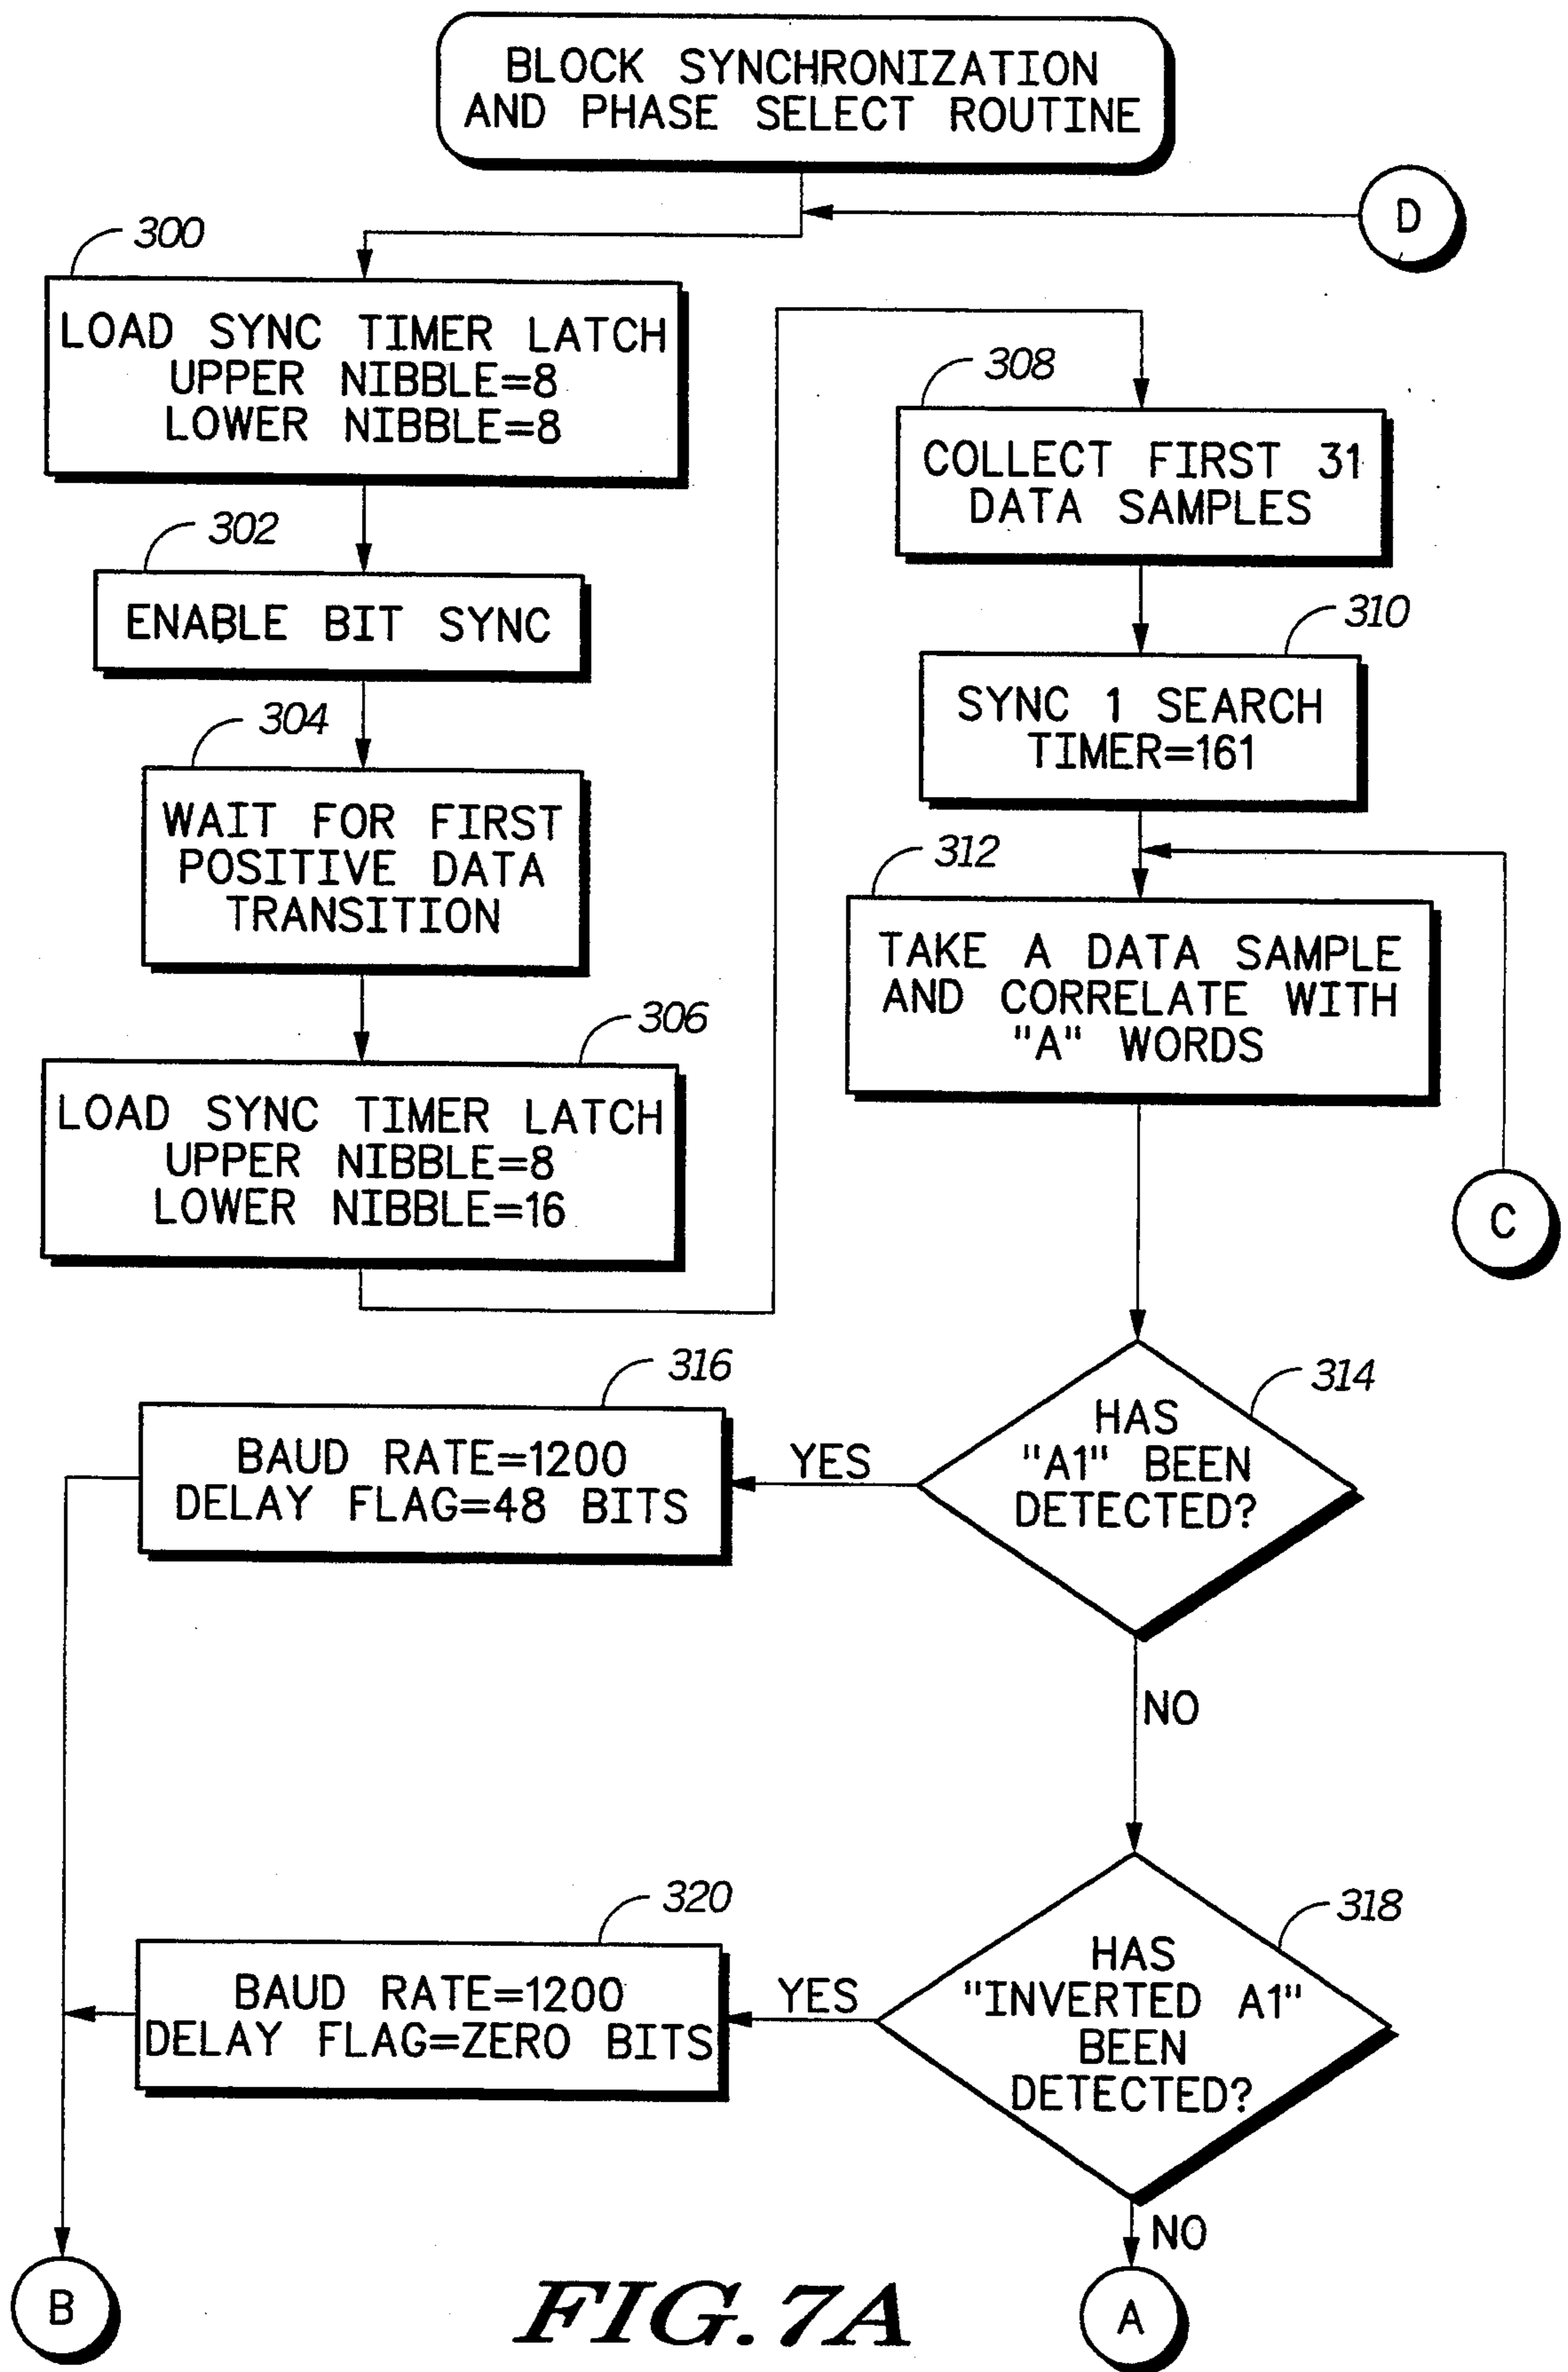 BLOCK SYNCHRONIZATION
AND PHASE SELECT ROUTINE
D
300
LOAD SYNC TIMER LATCH
UPPER NIBBLE=8
LOWER NIBBLE=8
302
ENABLE BIT SYNC
304
WAIT FOR FIRST
POSITIVE DATA
TRANSITION
306
LOAD SYNC TIMER LATCH
UPPER NIBBLE=8
LOWER NIBBLE=16
308
COLLECT FIRST 31
DATA SAMPLES
310
SYNC 1 SEARCH
TIMER=161
312
TAKE A DATA SAMPLE
AND CORRELATE WITH
"A" WORDS
C
314
HAS
"A1" BEEN
DETECTED?
YES
316
BAUD RATE=1200
DELAY FLAG=48 BITS
NO
318
HAS
"INVERTED A1"
BEEN
DETECTED?
YES
320
BAUD RATE=1200
DELAY FLAG=ZERO BITS
NO
B
A
FIG.7A